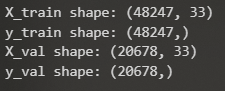 X_train shape: (48247, 33)
y_train shape: (48247,)
X_val shape: (20678, 33)
y_val shape: (20678,)